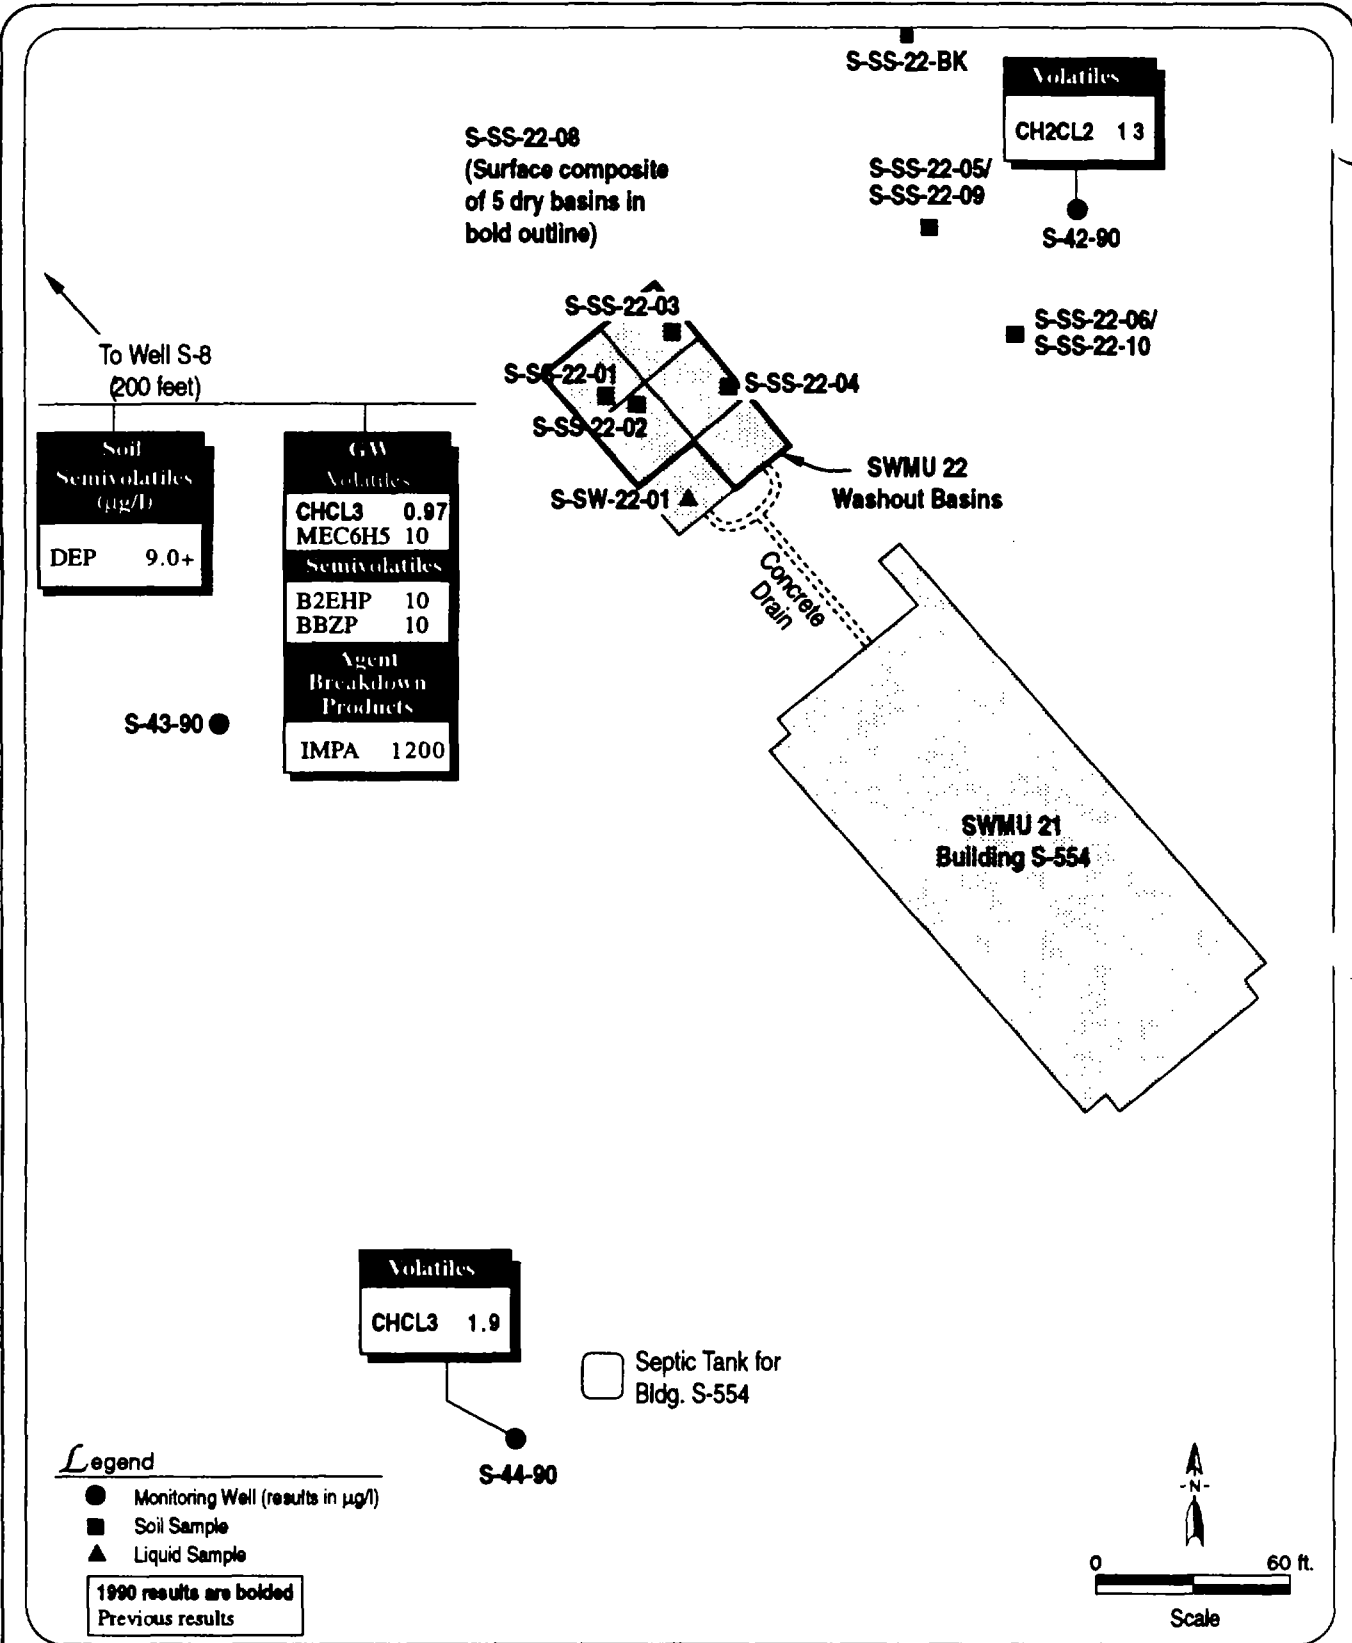 S-SS-22-BK
Volatiles
CH2CL2 13
S-42-90
S-SS-22-08
(Surface composite
of 5 dry basins in
bold outline)
S-SS-22-05/
S-SS-22-09
S-SS-22-06/
S-SS-22-10
S-SS-22-03
S-SS-22-01
S-SS-22-04
S-SS-22-02
S-SW-22-01
SWMU 22
Washout Basins
Concrete
Drain
To Well S-8
(200 feet)
Soil
Semivolatiles
(µg/l)
DEP 9.0+
GW
Volatiles
CHCL3 0.97
MEC6H5 10
Semivolatiles
B2EHP 10
BBZP 10
Agent
Breakdown
Products
IMPA 1200
S-43-90
SWMU 21
Building S-554
Volatiles
CHCL3 1.9
Septic Tank for
Bldg. S-554
S-44-90
Legend
Monitoring Well (results in µg/l)
Soil Sample
Liquid Sample
1990 results are bolded
Previous results
-N-
0 60 ft.
Scale